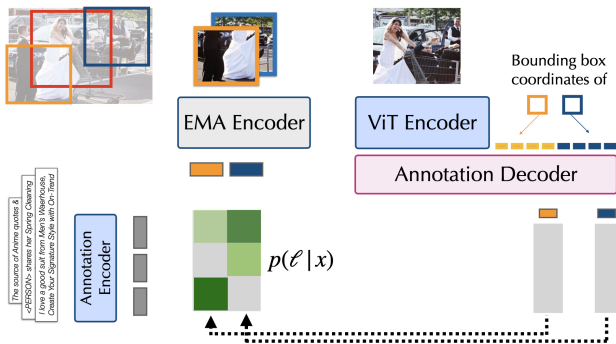 Bounding box
coordinates of
EMA Encoder
ViT Encoder
Annotation Decoder
The source of Anime quotes &
<PERSON> shares her Spring Cleaning
I love a good suit from Men's Waerhouse,
Create Your Signature Style with On-Trend
Annotation
Encoder
p(ℓ|x)